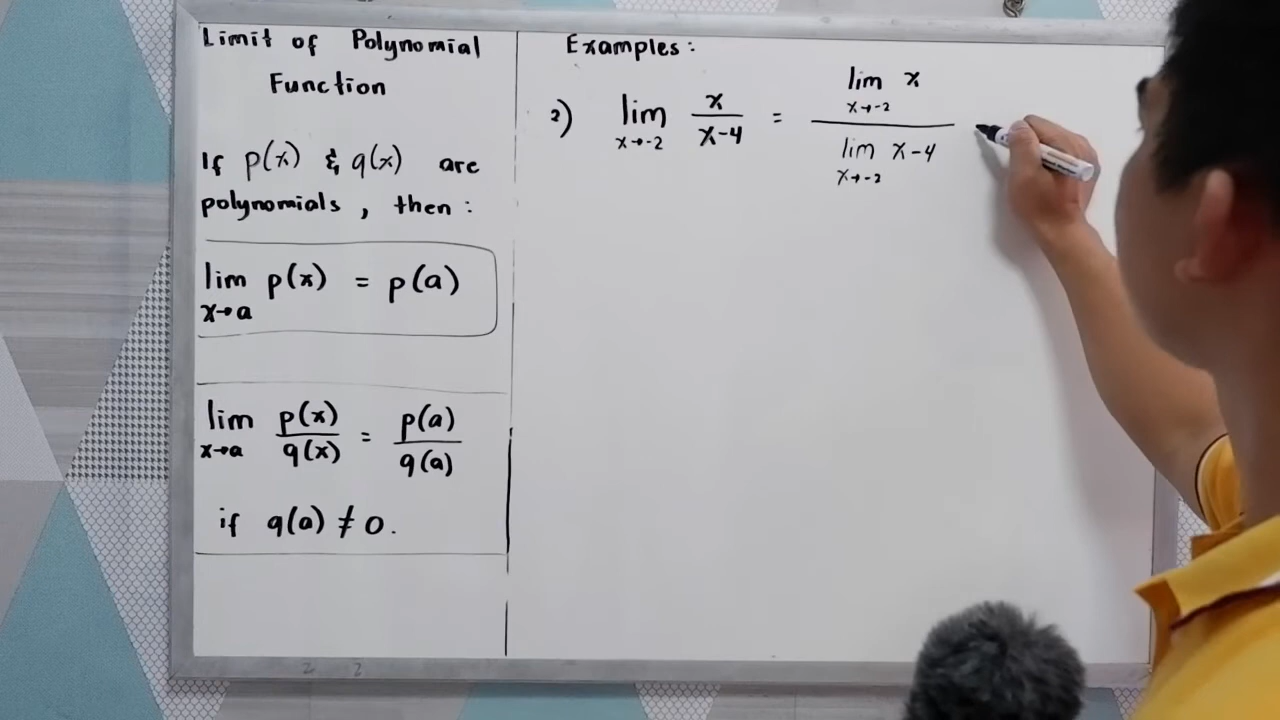 Limit of Polynomial
Function
If p(x) & q(x) are
polynomials, then:
lim p(x) = p(a)
x→a
lim p(x)/q(x) = p(a)/q(a)
x→a
if q(a) ≠ 0.
Examples:
2) lim x/x-4 = lim x / lim x-4
x→-2 x→-2 x→-2